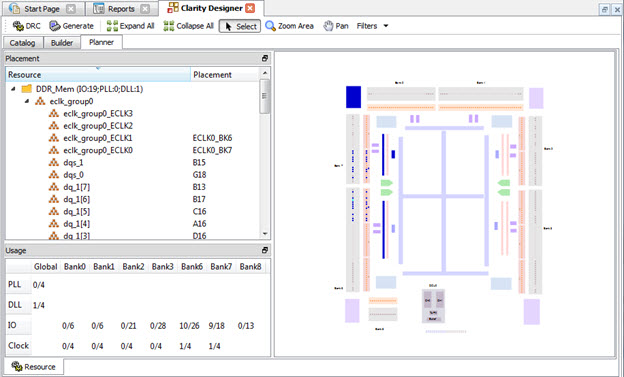 Start Page Reports Clarity Designer
DRC Generate Expand All Collapse All Select Zoom Area Pan Filters
Catalog Builder Planner
Placement
Resource Placement
DDR_Mem (IO:19;PLL:0;DLL:1)
eclk_group0
eclk_group0_ECLK3
eclk_group0_ECLK2
eclk_group0_ECLK1 ECLK0_BK6
eclk_group0_ECLK0 ECLK0_BK7
dqs_1 B15
dqs_0 G18
dq_1[7] B13
dq_1[6] B17
dq_1[5] C16
dq_1[4] A16
dq_1[3] D16
Usage
Global Bank0 Bank1 Bank2 Bank3 Bank6 Bank7 Bank8
PLL 0/4
DLL 1/4
IO 0/6 0/6 0/21 0/28 10/26 9/18 0/13
Clock 0/4 0/4 0/4 0/4 1/4 1/4
Resource